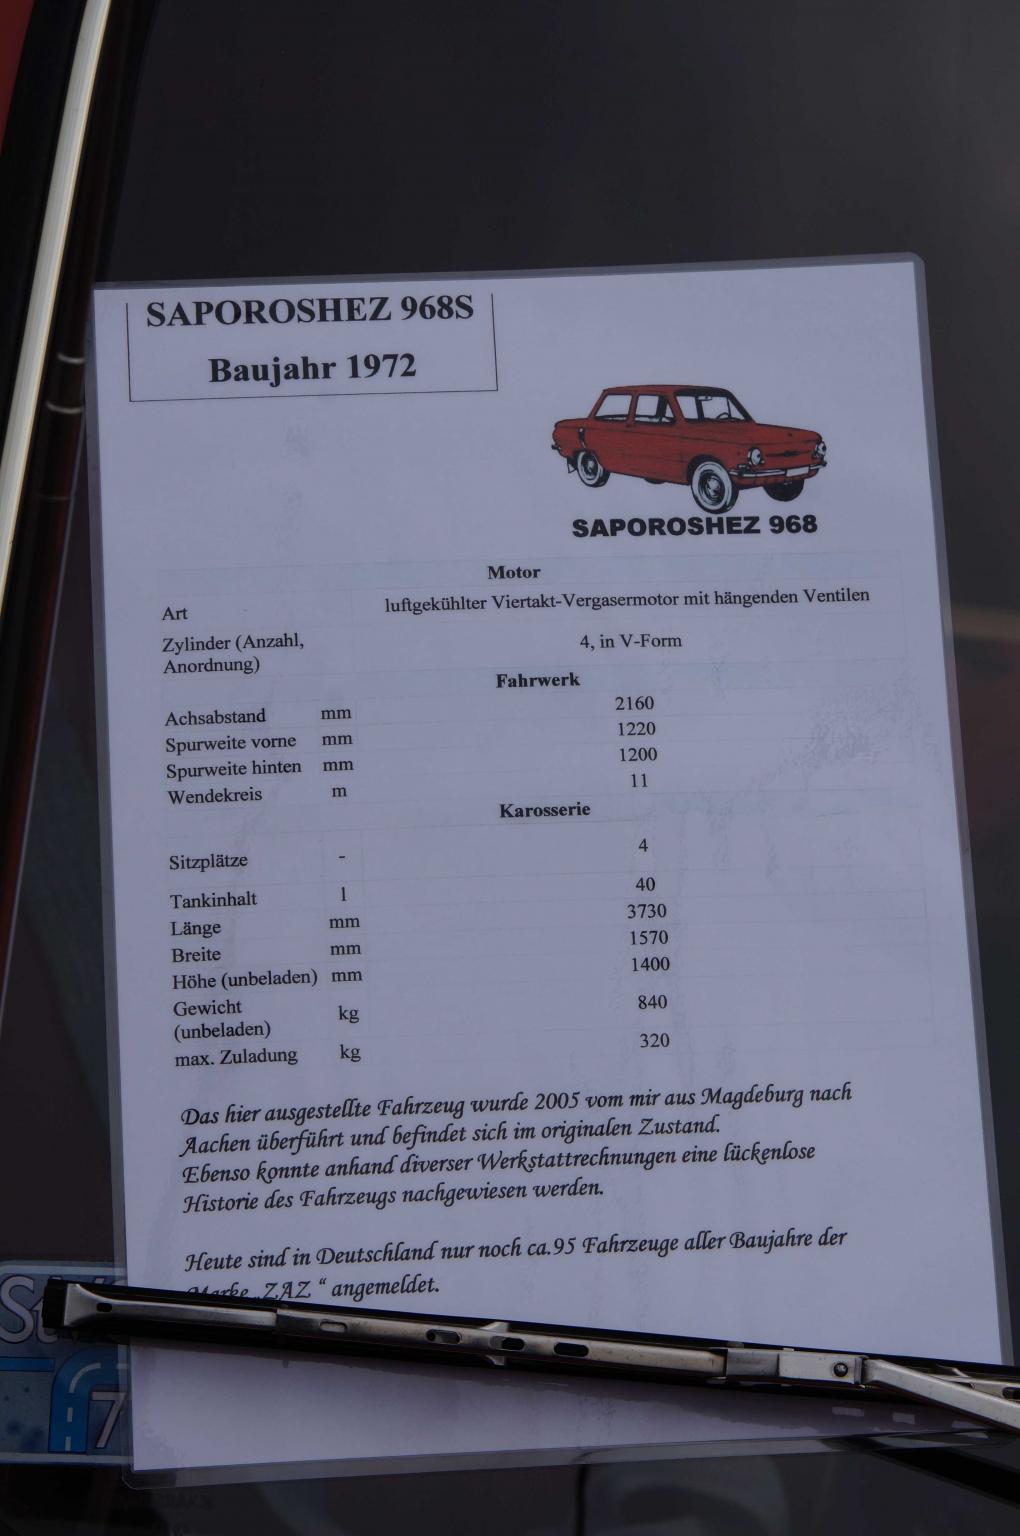 SAPOROSHEZ 968S
Baujahr 1972
SAPOROSHEZ 968
Motor
Art luftgekühlter Viertakt-Vergasermotor mit hängenden Ventilen
Zylinder (Anzahl,
Anordnung) 4, in V-Form
Fahrwerk
Achsabstand mm 2160
Spurweite vorne mm 1220
Spurweite hinten mm 1200
Wendekreis m 11
Karosserie
Sitzplätze - 4
Tankinhalt l 40
Länge mm 3730
Breite mm 1570
Höhe (unbeladen) mm 1400
Gewicht
(unbeladen) kg 840
max. Zuladung kg 320
Das hier ausgestellte Fahrzeug wurde 2005 vom mir aus Magdeburg nach
Aachen überführt und befindet sich im originalen Zustand.
Ebenso konnte anhand diverser Werkstattrechnungen eine lückenlose
Historie des Fahrzeugs nachgewiesen werden.
Heute sind in Deutschland nur noch ca.95 Fahrzeuge aller Baujahre der
Marke „ZAZ “ angemeldet.
7